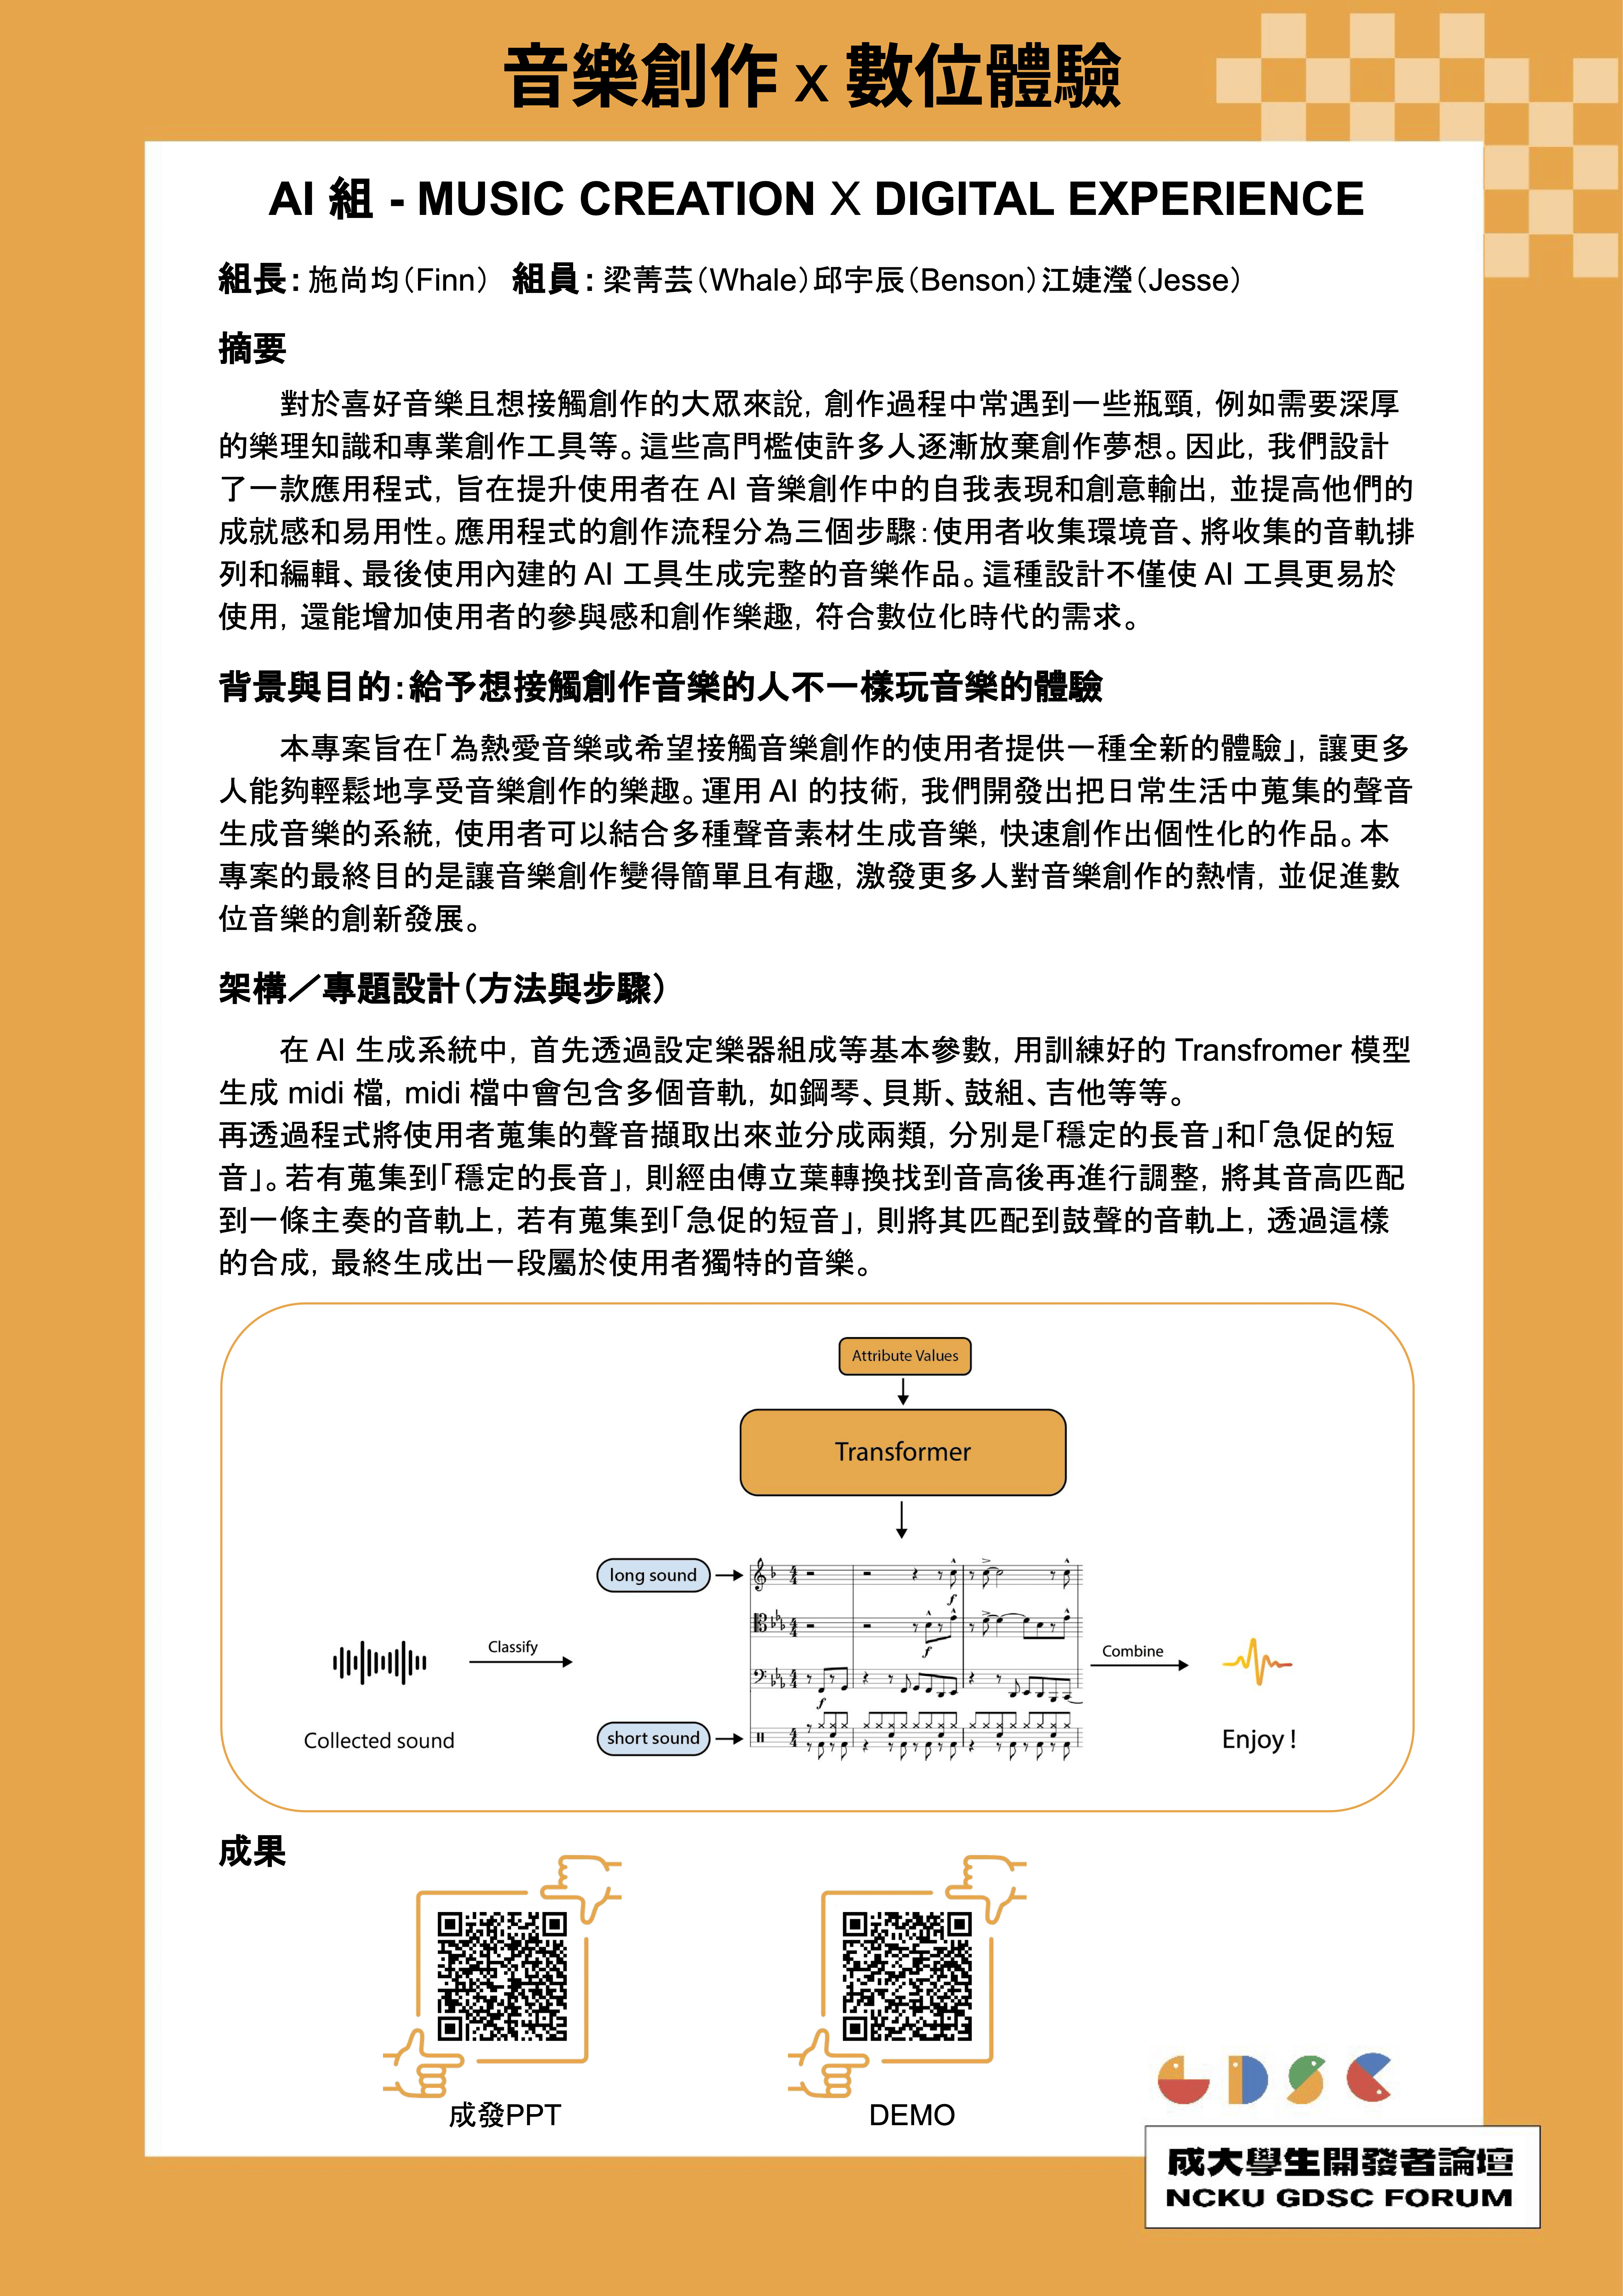 音樂創作 x 數位體驗
AI 組 - MUSIC CREATION X DIGITAL EXPERIENCE
組長：施尚均（Finn） 組員：梁菁芸（Whale）邱宇辰（Benson）江婕瀅（Jesse）
摘要
對於喜好音樂且想接觸創作的大眾來說，創作過程中常遇到一些瓶頸，例如需要深厚
的樂理知識和專業創作工具等。這些高門檻使許多人逐漸放棄創作夢想。因此，我們設計
了一款應用程式，旨在提升使用者在 AI 音樂創作中的自我表現和創意輸出，並提高他們的
成就感和易用性。應用程式的創作流程分為三個步驟：使用者收集環境音、將收集的音軌排
列和編輯、最後使用內建的 AI 工具生成完整的音樂作品。這種設計不僅使 AI 工具更易於
使用，還能增加使用者的參與感和創作樂趣，符合數位化時代的需求。
背景與目的：給予想接觸創作音樂的人不一樣玩音樂的體驗
本專案旨在「為熱愛音樂或希望接觸音樂創作的使用者提供一種全新的體驗」，讓更多
人能夠輕鬆地享受音樂創作的樂趣。運用 AI 的技術，我們開發出把日常生活中蒐集的聲音
生成音樂的系統，使用者可以結合多種聲音素材生成音樂，快速創作出個性化的作品。本
專案的最終目的是讓音樂創作變得簡單且有趣，激發更多人對音樂創作的熱情，並促進數
位音樂的創新發展。
架構／專題設計（方法與步驟）
在 AI 生成系統中，首先透過設定樂器組成等基本參數，用訓練好的 Transfromer 模型
生成 midi 檔，midi 檔中會包含多個音軌，如鋼琴、貝斯、鼓組、吉他等等。
再透過程式將使用者蒐集的聲音擷取出來並分成兩類，分別是「穩定的長音」和「急促的短
音」。若有蒐集到「穩定的長音」，則經由傅立葉轉換找到音高後再進行調整，將其音高匹配
到一條主奏的音軌上，若有蒐集到「急促的短音」，則將其匹配到鼓聲的音軌上，透過這樣
的合成，最終生成出一段屬於使用者獨特的音樂。
Attribute Values
Transformer
long sound
Classify
Combine
Collected sound
short sound
Enjoy !
成果
成發PPT
DEMO
GDSC
成大學生開發者論壇
NCKU GDSC FORUM